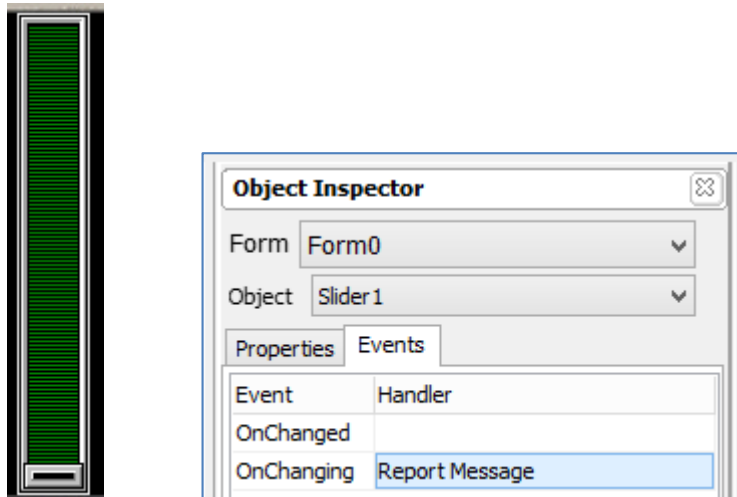 Object Inspector
Form Form0
Object Slider1
Properties Events
Event Handler
OnChanged
OnChanging Report Message